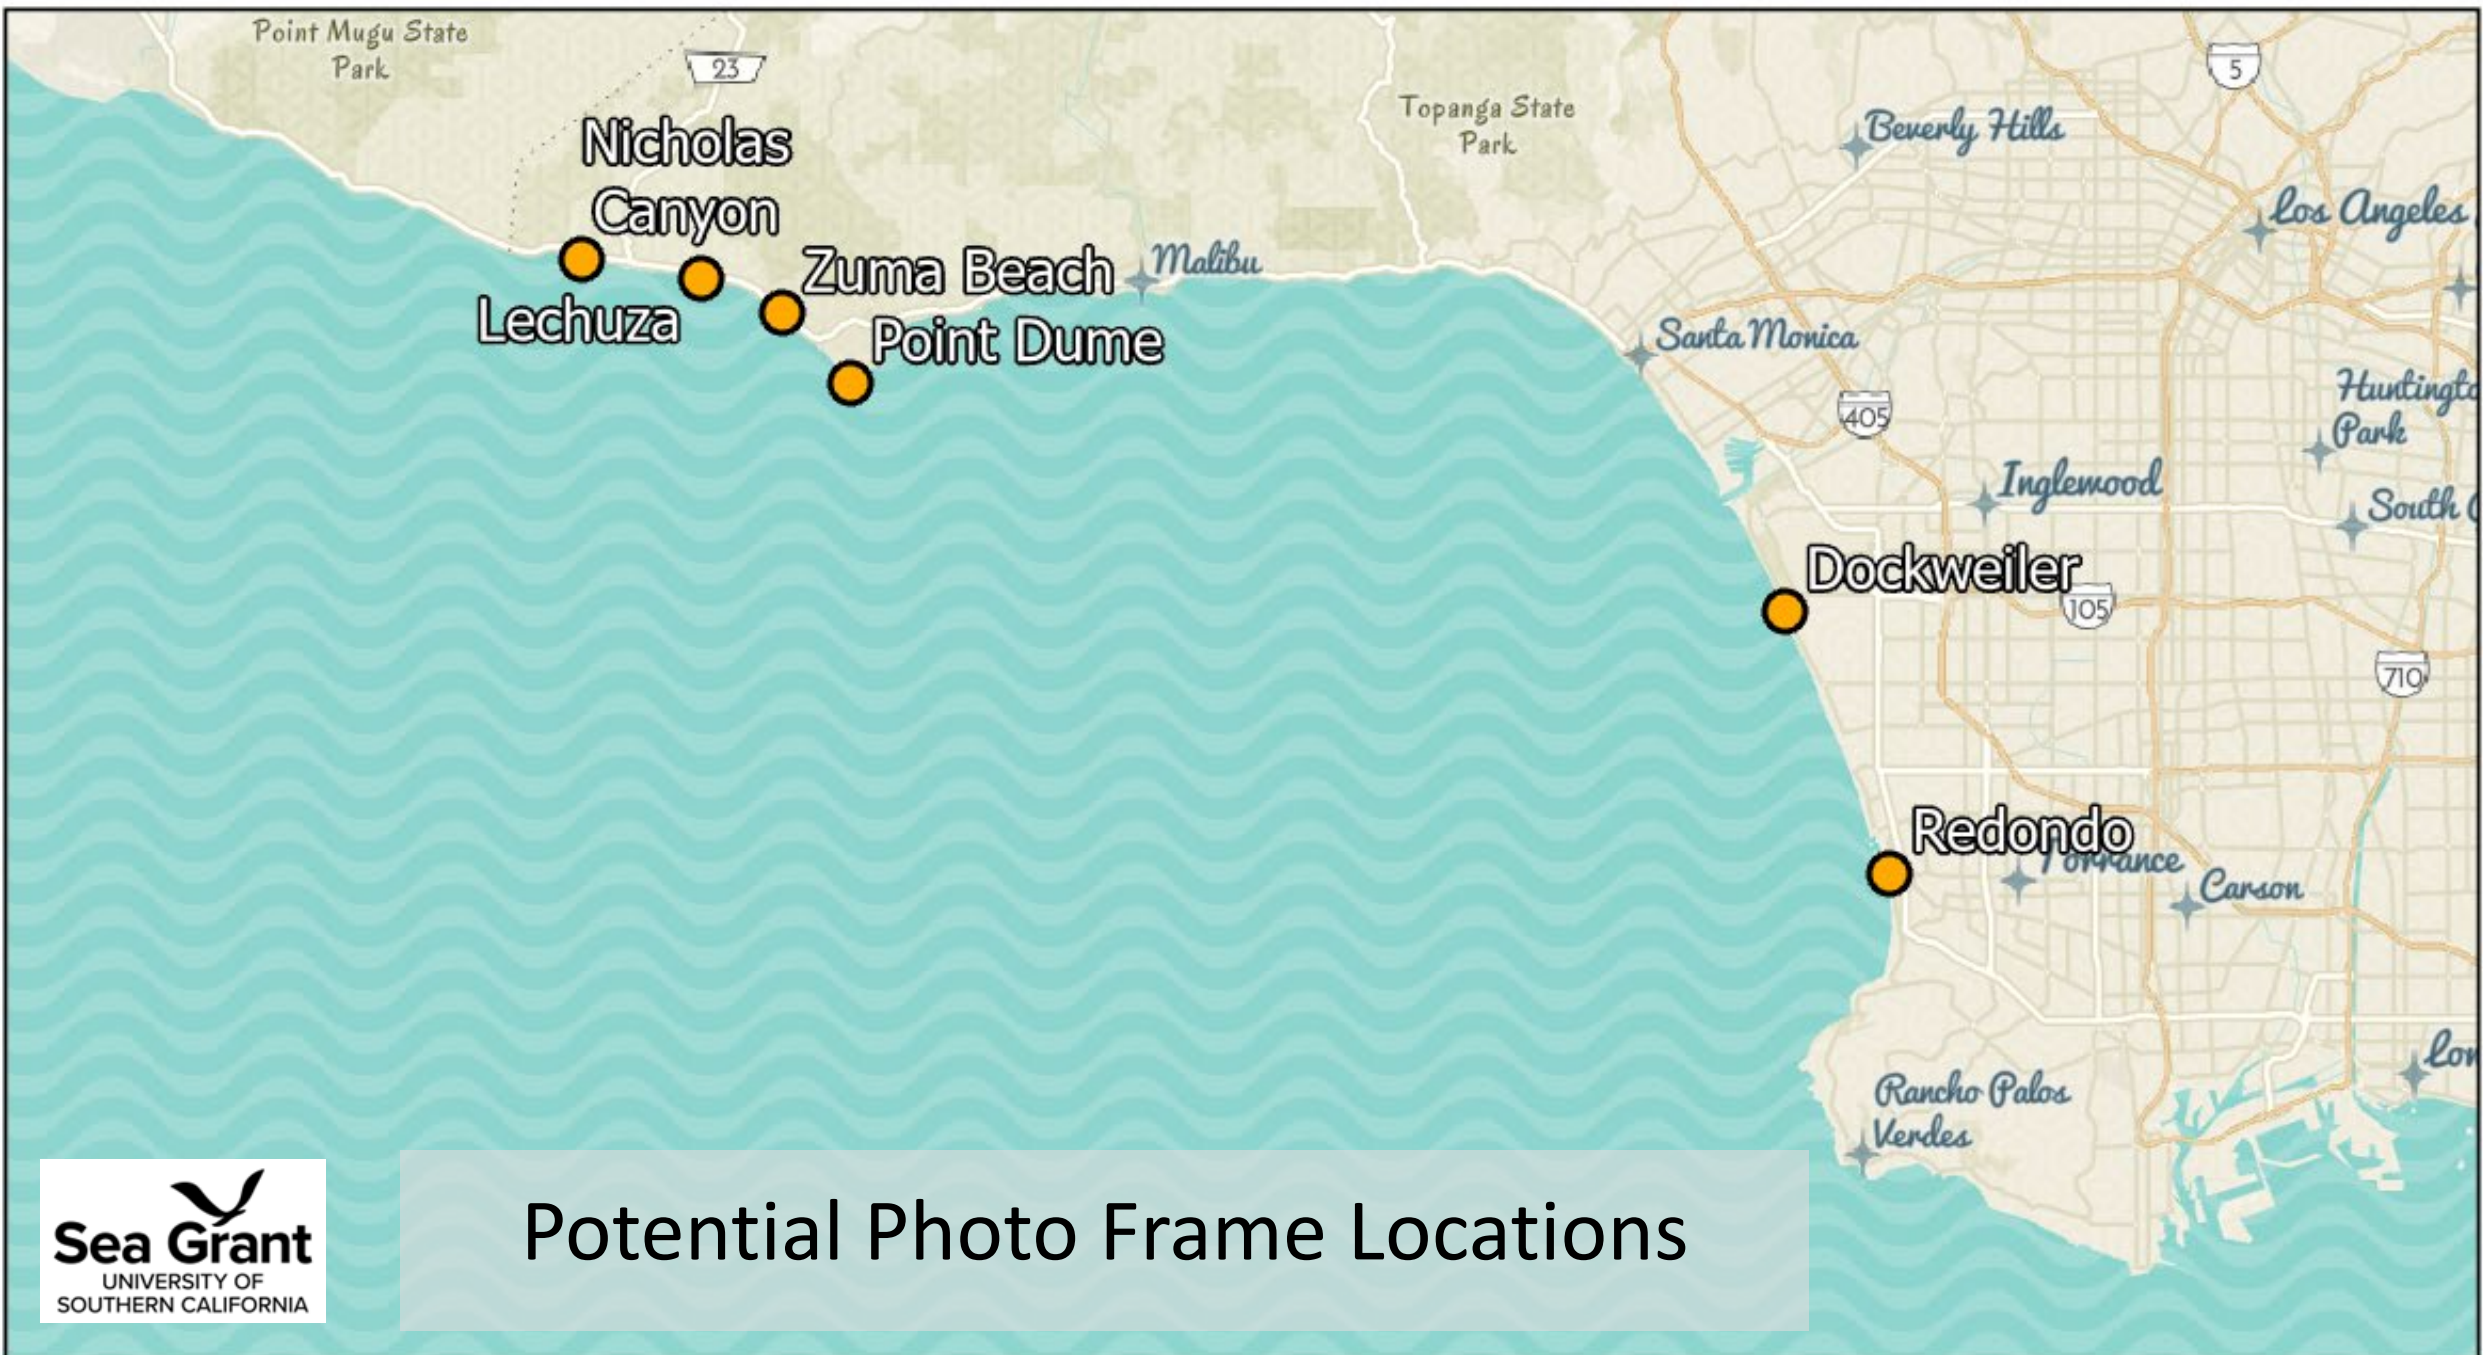 Point Mugu State
Park
23
5
Topanga State
Park
Beverly Hills
Nicholas
Canyon
Los Angeles
Zuma Beach
Malibu
Lechuza
Point Dume
Santa Monica
405
Huntingto
Park
Inglewood
South
Dockweiler
105
710
Redondo
Torrance
Carson
Lon
Rancho Palos
Verdes
Sea Grant
UNIVERSITY OF
SOUTHERN CALIFORNIA
Potential Photo Frame Locations